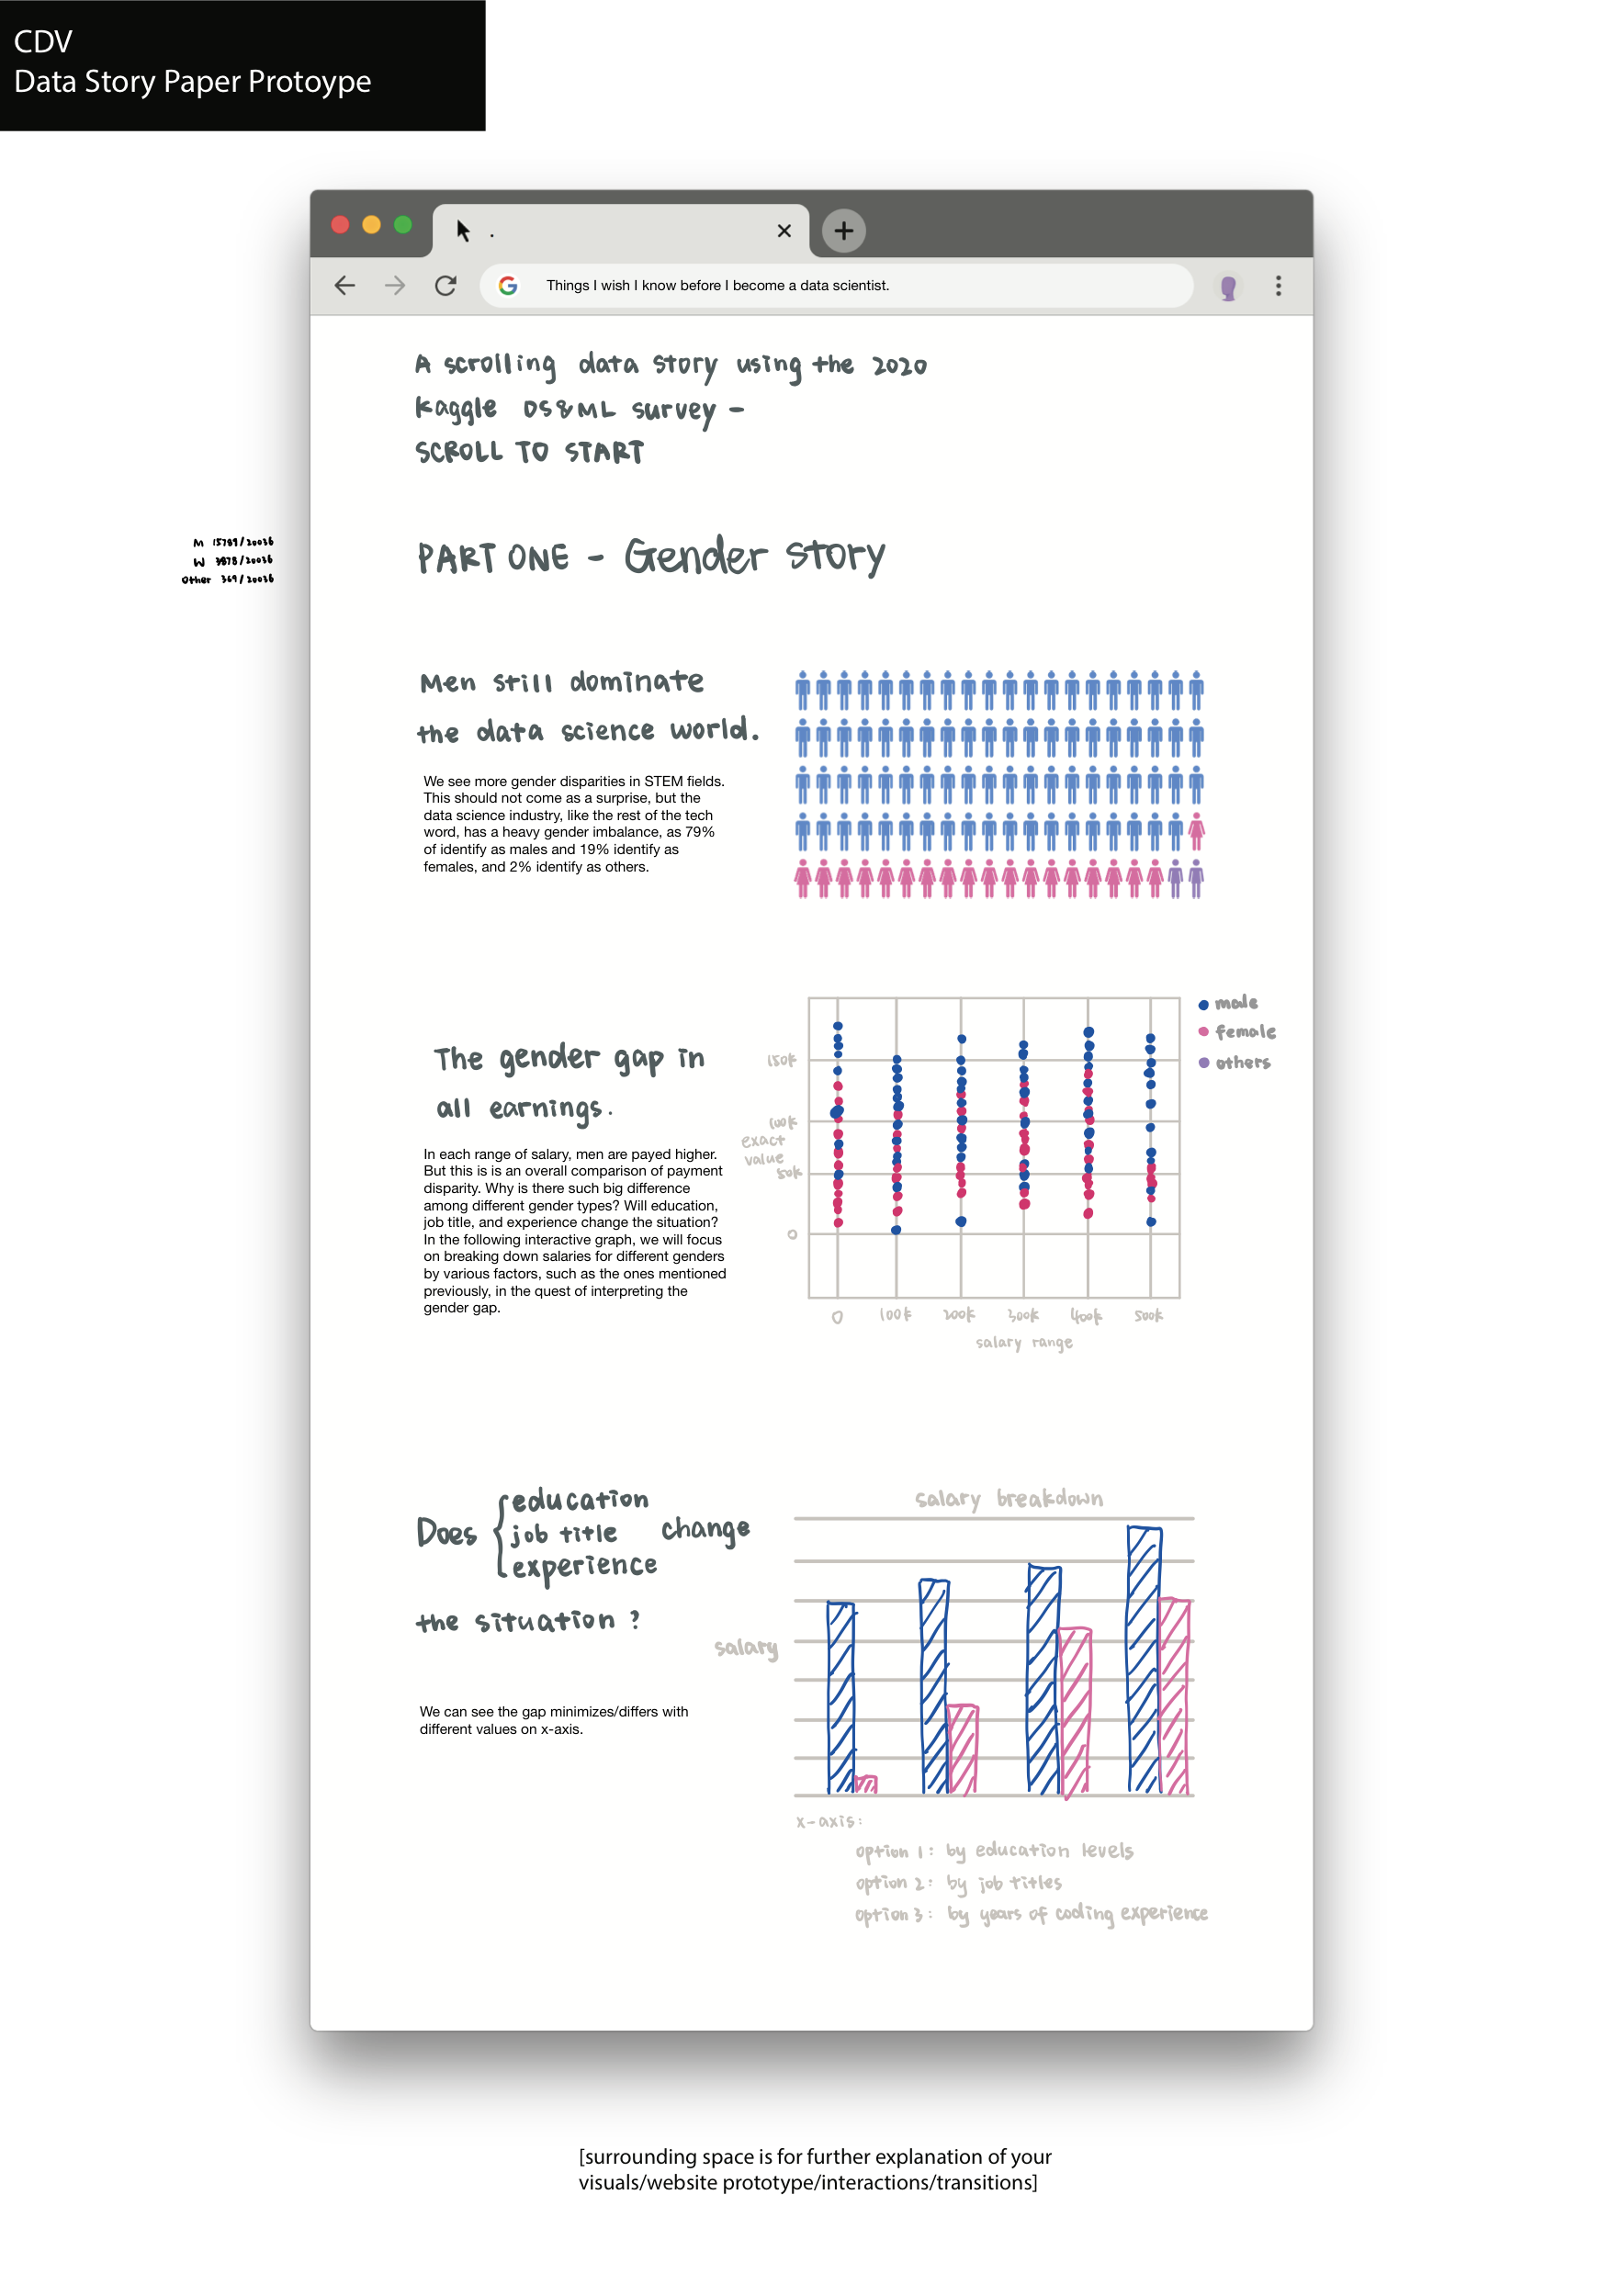 CDV
Data Story Paper Protoype
.
Things I wish I know before I become a data scientist.
A scrolling data story using the 2020
kaggle DS&ML survey -
SCROLL TO START
M 15789/20036
W 3878/20036
Other 369/20036
PART ONE - Gender story
Men still dominate
the data science world.
We see more gender disparities in STEM fields.
This should not come as a surprise, but the
data science industry, like the rest of the tech
word, has a heavy gender imbalance, as 79%
of identify as males and 19% identify as
females, and 2% identify as others.
The gender gap in
all earnings.
In each range of salary, men are payed higher.
But this is is an overall comparison of payment
disparity. Why is there such big difference
among different gender types? Will education,
job title, and experience change the situation?
In the following interactive graph, we will focus
on breaking down salaries for different genders
by various factors, such as the ones mentioned
previously, in the quest of interpreting the
gender gap.
male
female
others
150k
100k
exact
value
50k
0
0 100k 200k 300k 400k 500k
salary range
Does { education
job title change
experience
the situation ?
We can see the gap minimizes/differs with
different values on x-axis.
salary breakdown
salary
x-axis:
option 1: by education levels
option 2: by job titles
option 3: by years of coding experience
[surrounding space is for further explanation of your
visuals/website prototype/interactions/transitions]